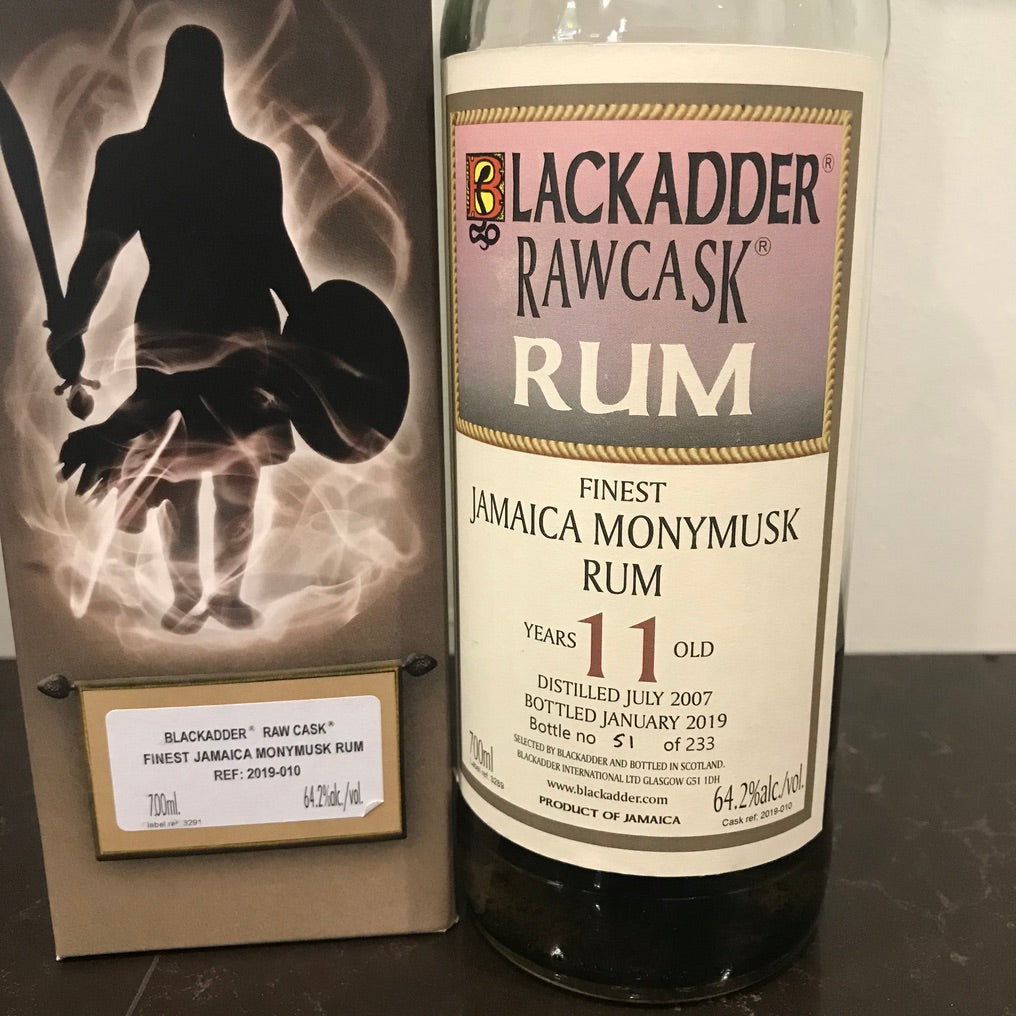 BLACKADDER®
RAWCASK®
RUM
FINEST
JAMAICA MONYMUSK
RUM
YEARS 11 OLD
DISTILLED JULY 2007
BOTTLED JANUARY 2019
Bottle no 51 of 233
SELECTED BY BLACKADDER AND BOTTLED IN SCOTLAND.
BLACKADDER INTERNATIONAL LTD GLASGOW G51 1DH
www.blackadder.com
PRODUCT OF JAMAICA
700ml
Label ref: 3289
64.2%alc./vol.
Cask ref: 2019-010
BLACKADDER® RAW CASK®
FINEST JAMAICA MONYMUSK RUM
REF: 2019-010
700ml. 64.2%alc./vol.
label ref: 3291